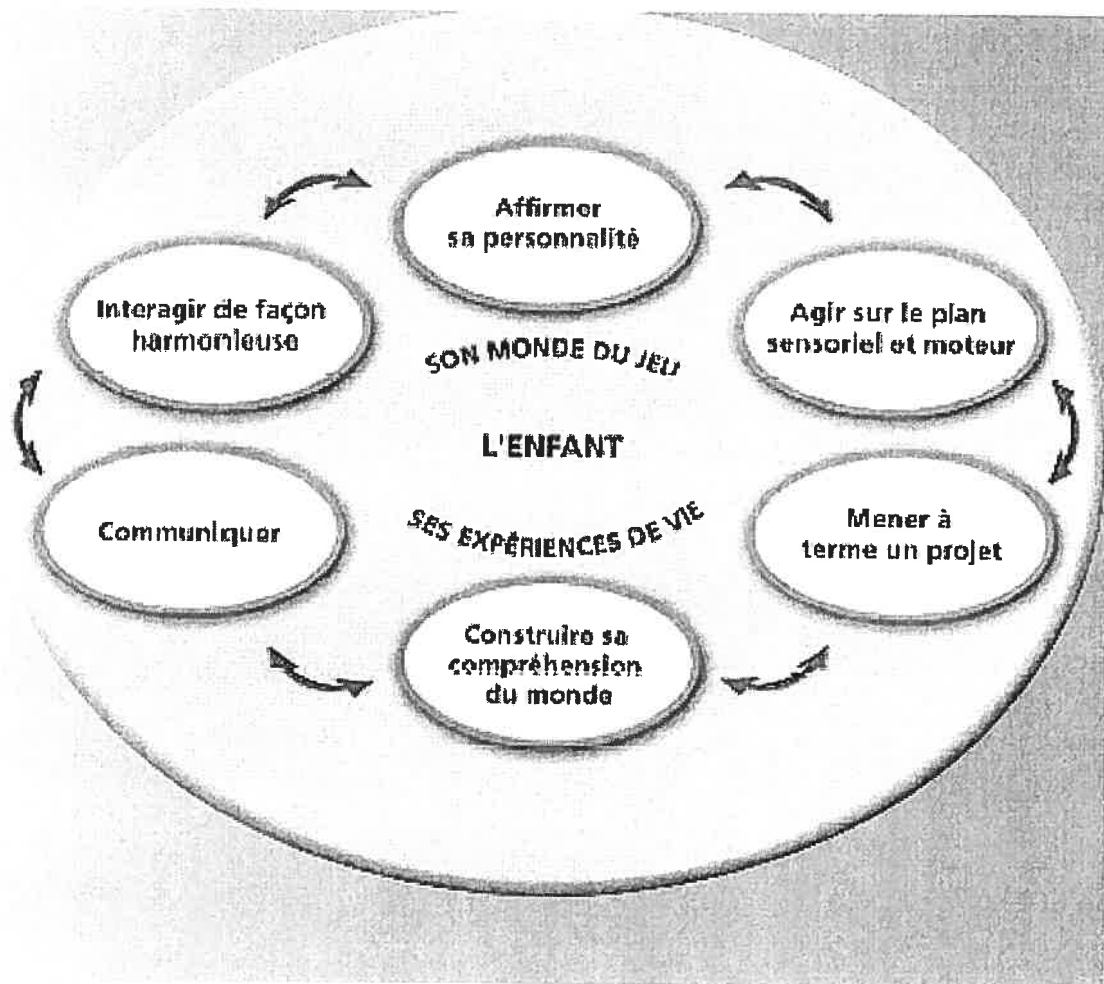 Affirmer
sa personnalité
Interagir de façon
harmonieuse
Agir sur le plan
sensoriel et moteur
SON MONDE DU JEU
L'ENFANT
SES EXPÉRIENCES DE VIE
Communiquer
Mener à
terme un projet
Construire sa
compréhension
du monde